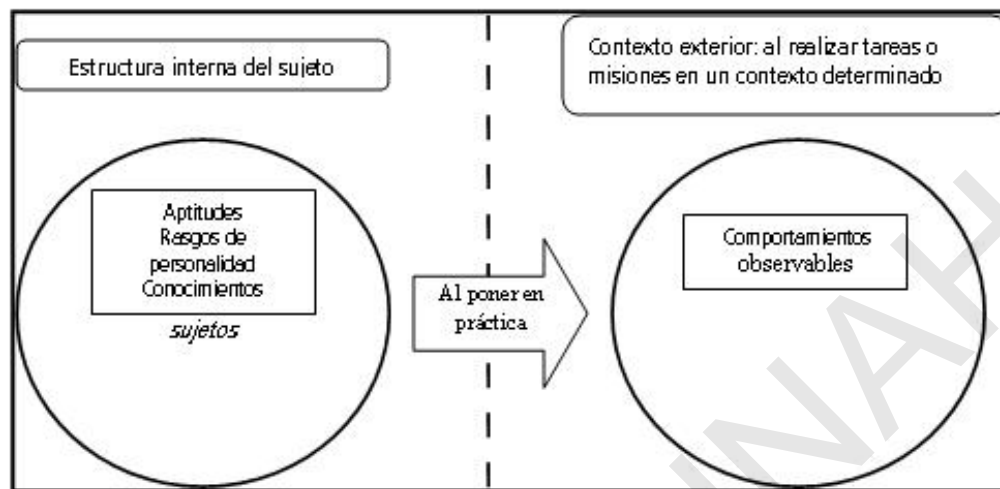 Estructura interna del sujeto
Contexto exterior: al realizar tareas o
misiones en un contexto determinado
Aptitudes
Rasgos de
personalidad
Conocimientos
sujetos
Al poner en
práctica
Comportamientos
observables
UNAH